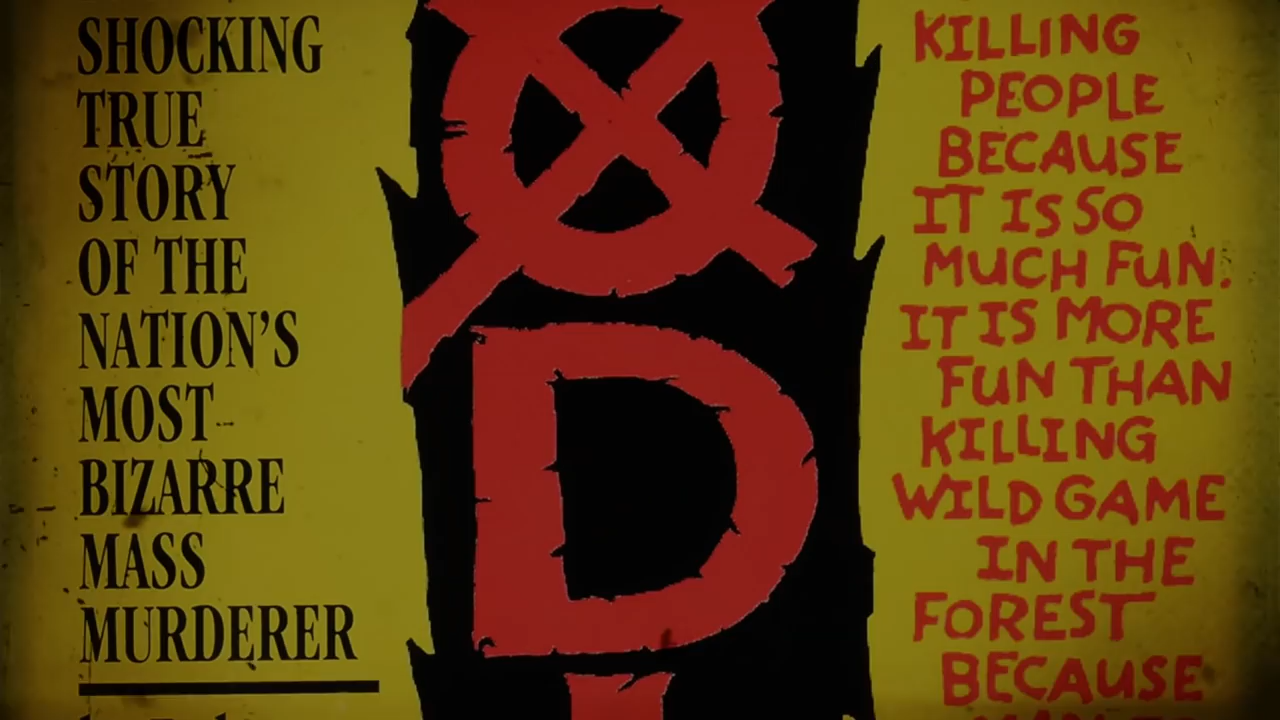 SHOCKING
TRUE
STORY
OF THE
NATION'S
MOST
BIZARRE
MASS
MURDERER
O
D
KILLING
PEOPLE
BECAUSE
IT IS SO
MUCH FUN.
IT IS MORE
FUN THAN
KILLING
WILD GAME
IN THE
FOREST
BECAUSE